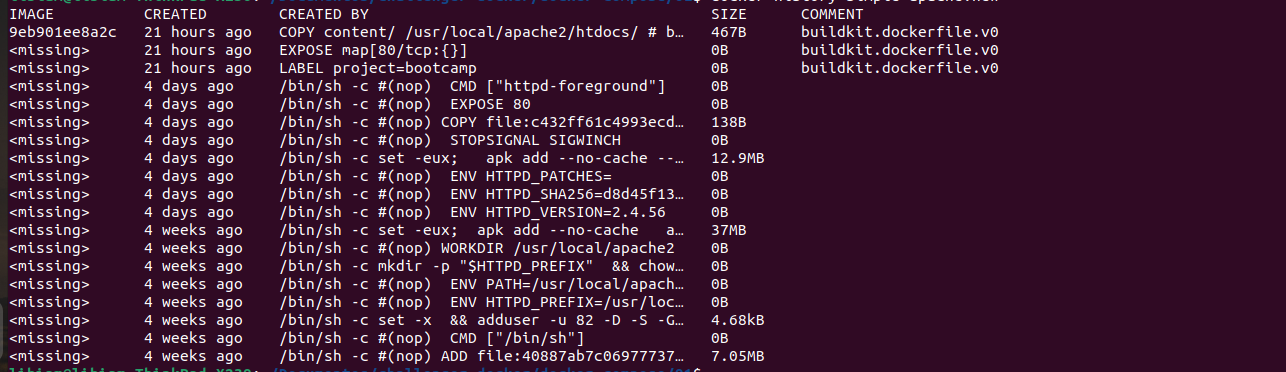 IMAGE CREATED CREATED BY SIZE COMMENT
9eb901ee8a2c 21 hours ago COPY content/ /usr/local/apache2/htdocs/ # b… 467B buildkit.dockerfile.v0
<missing> 21 hours ago EXPOSE map[80/tcp:{}] 0B buildkit.dockerfile.v0
<missing> 21 hours ago LABEL project=bootcamp 0B buildkit.dockerfile.v0
<missing> 4 days ago /bin/sh -c #(nop) CMD ["httpd-foreground"] 0B
<missing> 4 days ago /bin/sh -c #(nop) EXPOSE 80 0B
<missing> 4 days ago /bin/sh -c #(nop) COPY file:c432ff61c4993ecd… 138B
<missing> 4 days ago /bin/sh -c #(nop) STOPSIGNAL SIGWINCH 0B
<missing> 4 days ago /bin/sh -c set -eux; apk add --no-cache --… 12.9MB
<missing> 4 days ago /bin/sh -c #(nop) ENV HTTPD_PATCHES= 0B
<missing> 4 days ago /bin/sh -c #(nop) ENV HTTPD_SHA256=d8d45f13… 0B
<missing> 4 days ago /bin/sh -c #(nop) ENV HTTPD_VERSION=2.4.56 0B
<missing> 4 weeks ago /bin/sh -c set -eux; apk add --no-cache a… 37MB
<missing> 4 weeks ago /bin/sh -c #(nop) WORKDIR /usr/local/apache2 0B
<missing> 4 weeks ago /bin/sh -c mkdir -p "$HTTPD_PREFIX" && chow… 0B
<missing> 4 weeks ago /bin/sh -c #(nop) ENV PATH=/usr/local/apach… 0B
<missing> 4 weeks ago /bin/sh -c #(nop) ENV HTTPD_PREFIX=/usr/loc… 0B
<missing> 4 weeks ago /bin/sh -c set -x && adduser -u 82 -D -S -G… 4.68kB
<missing> 4 weeks ago /bin/sh -c #(nop) CMD ["/bin/sh"] 0B
<missing> 4 weeks ago /bin/sh -c #(nop) ADD file:40887ab7c06977737… 7.05MB